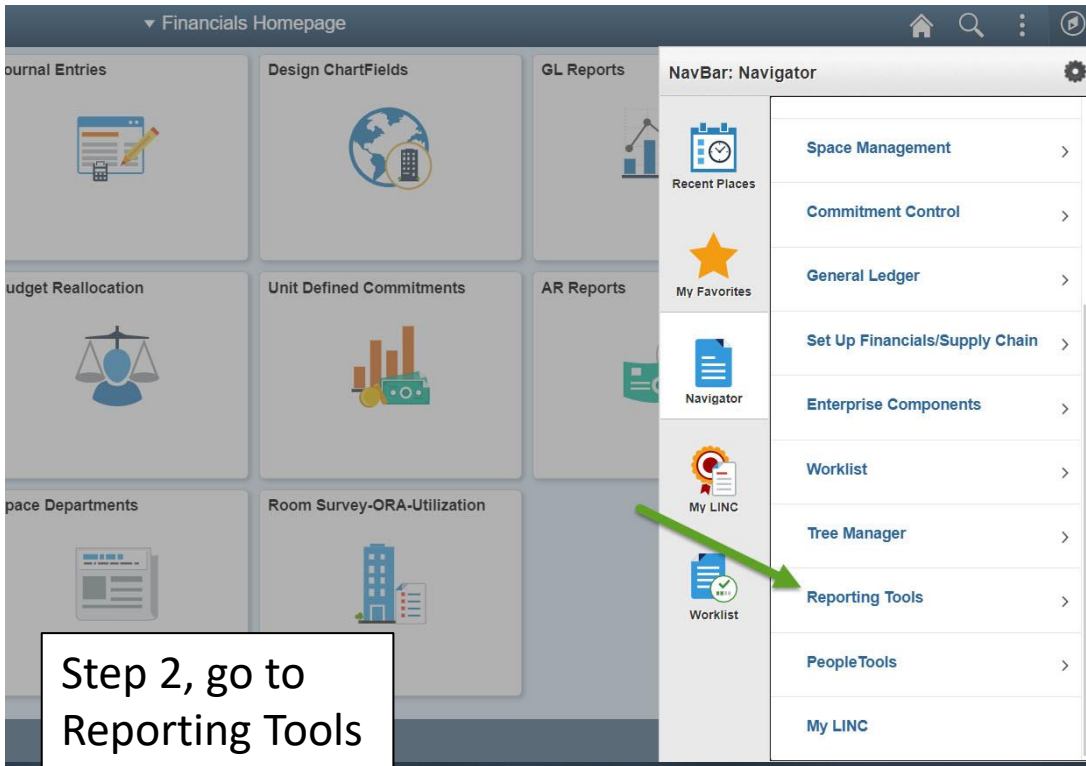 ▾ Financials Homepage
ournal Entries
Design ChartFields
GL Reports
udget Reallocation
Unit Defined Commitments
AR Reports
pace Departments
Room Survey-ORA-Utilization
NavBar: Navigator
Recent Places
My Favorites
Navigator
My LINC
Worklist
Space Management
Commitment Control
General Ledger
Set Up Financials/Supply Chain
Enterprise Components
Worklist
Tree Manager
Reporting Tools
PeopleTools
My LINC
Step 2, go to
Reporting Tools